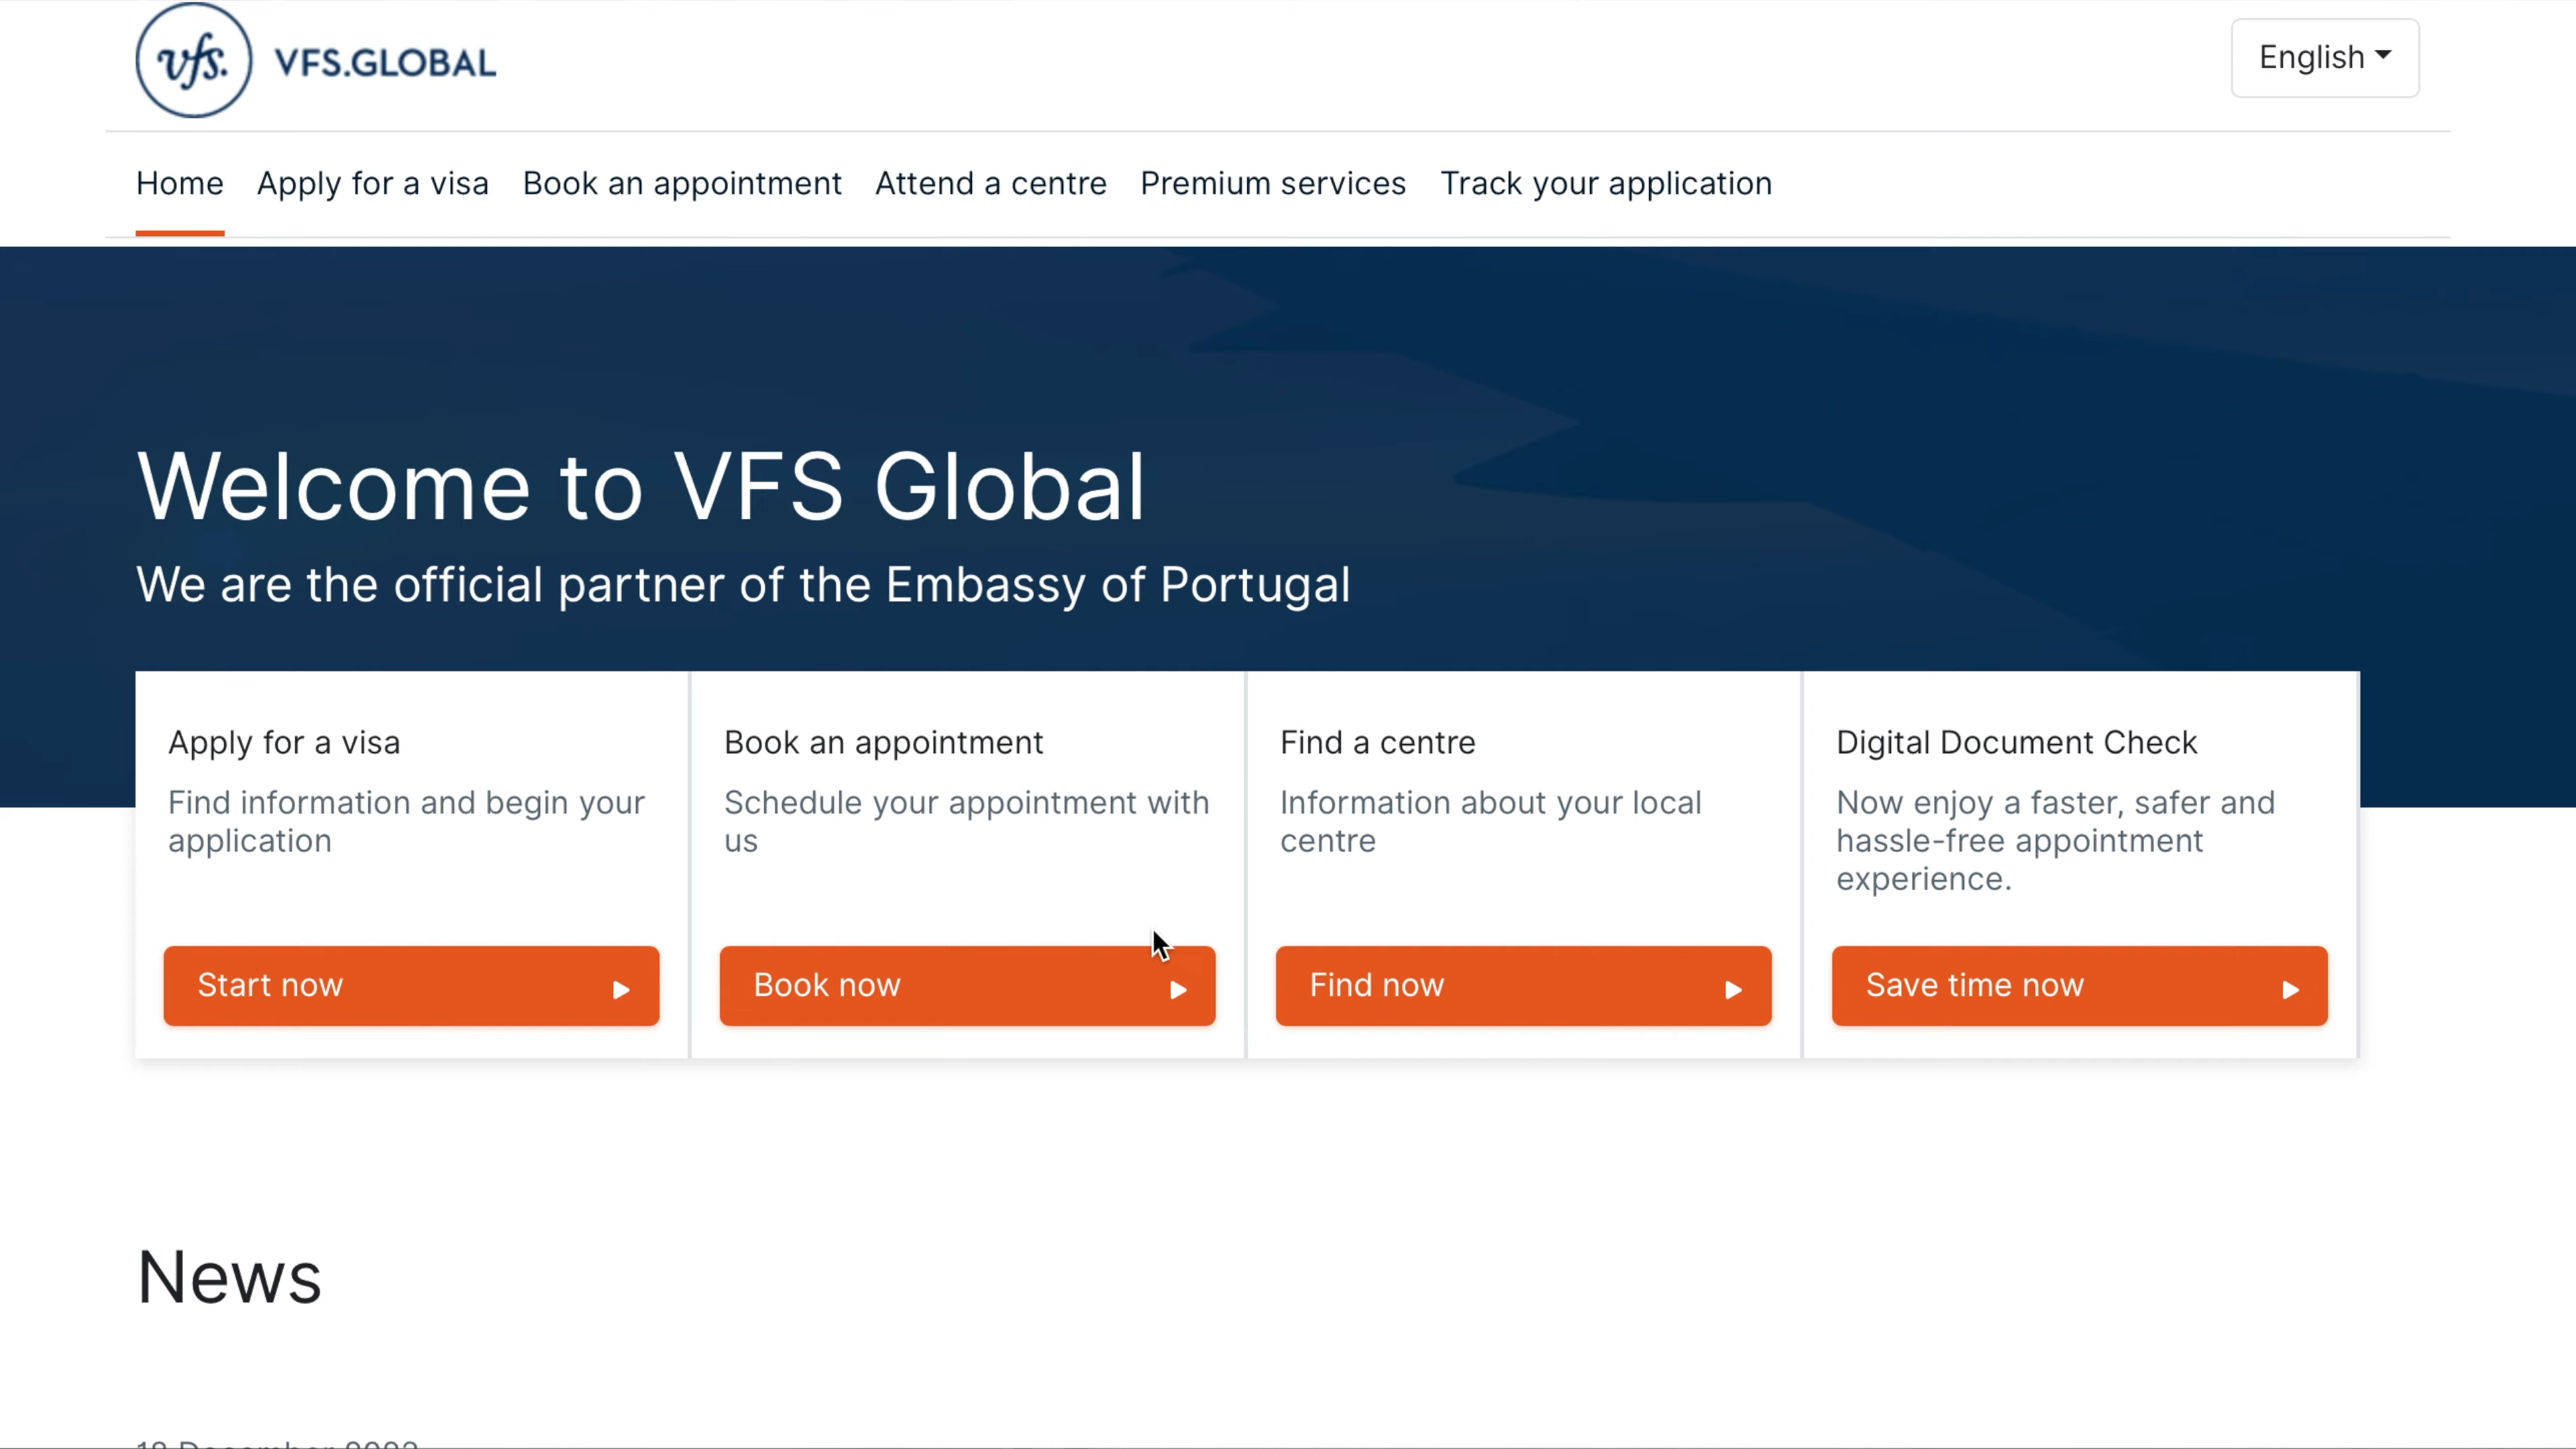 vfs. VFS.GLOBAL
English
Home Apply for a visa Book an appointment Attend a centre Premium services Track your application
Welcome to VFS Global
We are the official partner of the Embassy of Portugal
Apply for a visa
Find information and begin your
application
Start now
Book an appointment
Schedule your appointment with
us
Book now
Find a centre
Information about your local
centre
Find now
Digital Document Check
Now enjoy a faster, safer and
hassle-free appointment
experience.
Save time now
News
December